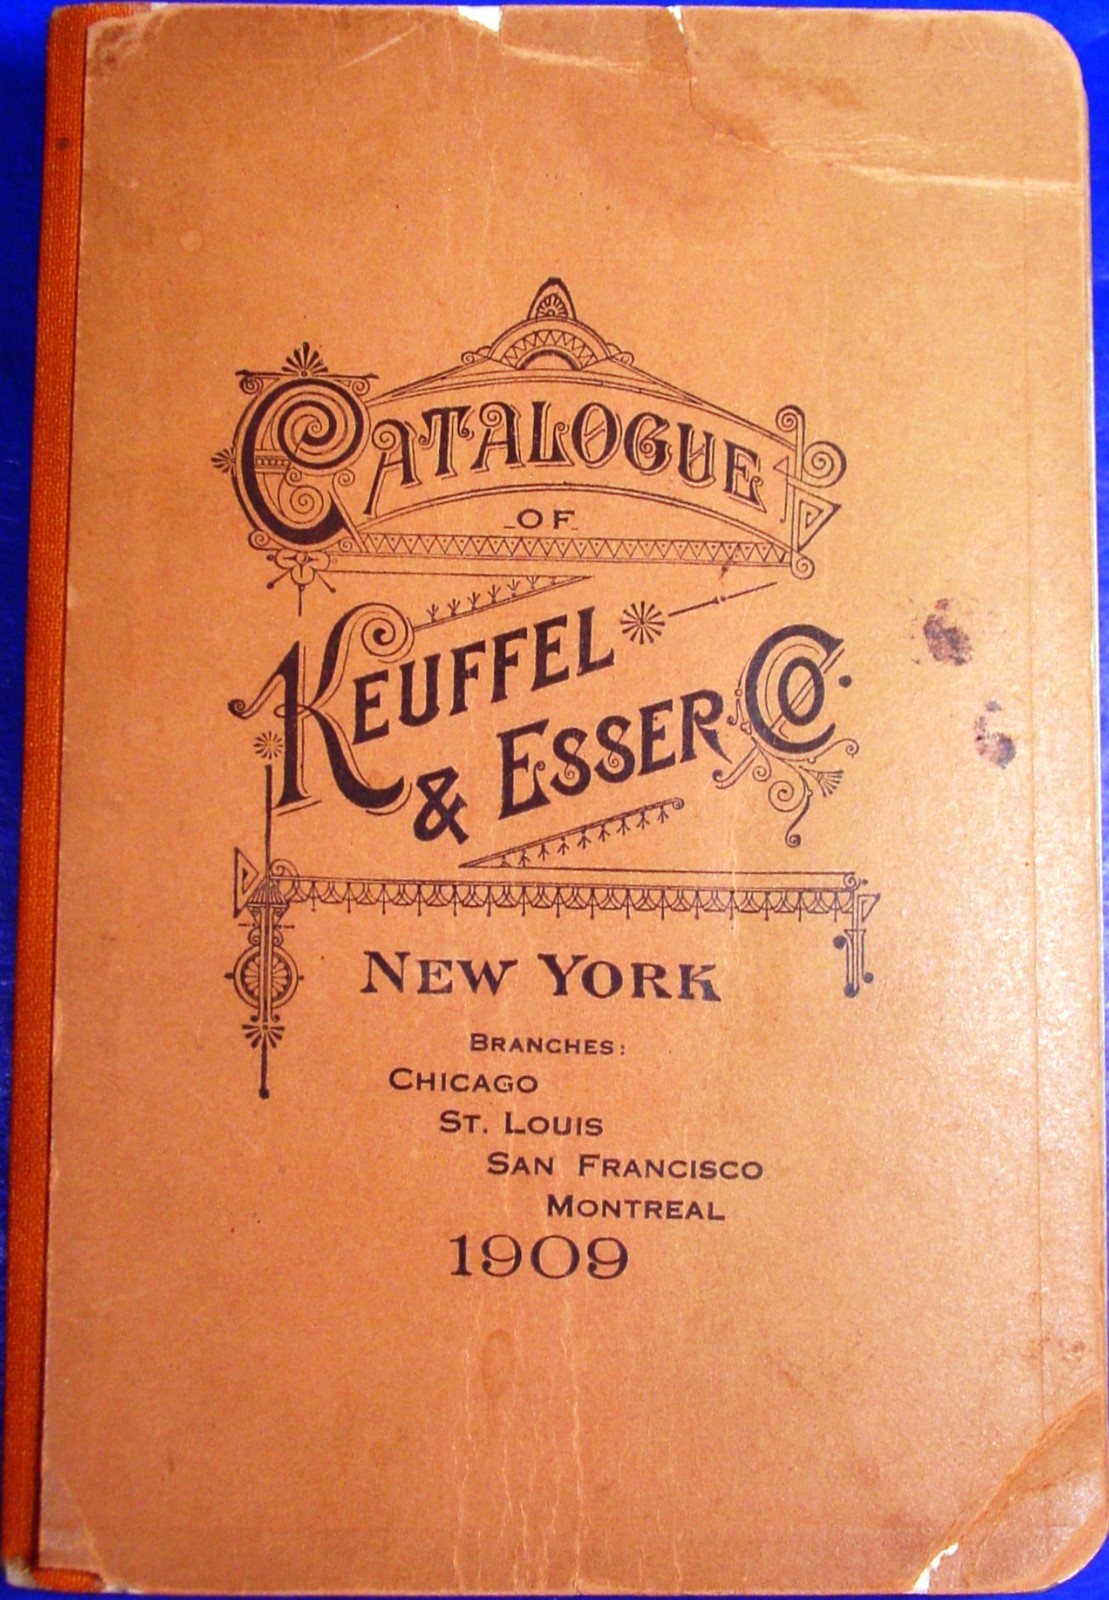 CATALOGUE
OF
KEUFFEL
& ESSER CO.
NEW YORK
BRANCHES:
CHICAGO
ST. LOUIS
SAN FRANCISCO
MONTREAL
1909